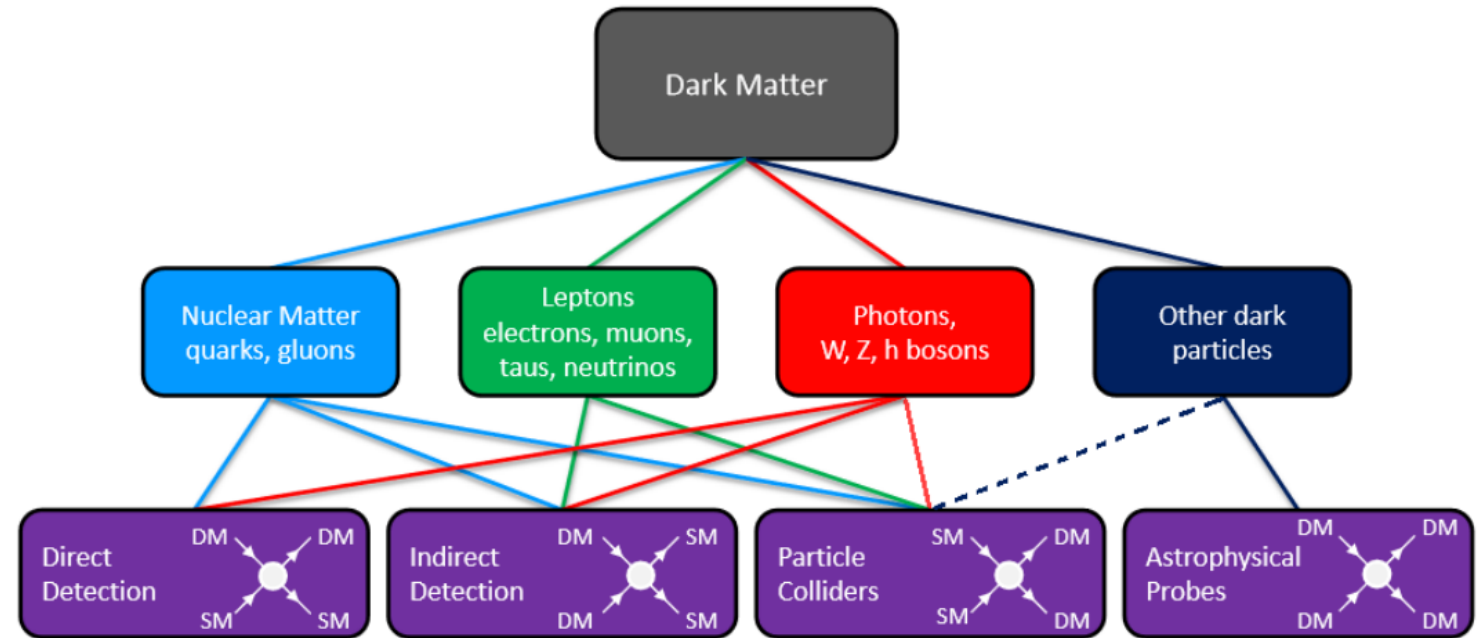 Dark Matter
Nuclear Matter
quarks, gluons
Leptons
electrons, muons,
taus, neutrinos
Photons,
W, Z, h bosons
Other dark
particles
Direct
Detection
DM
DM
SM
SM
Indirect
Detection
DM
SM
DM
SM
Particle
Colliders
SM
DM
SM
DM
Astrophysical
Probes
DM
DM
DM
DM